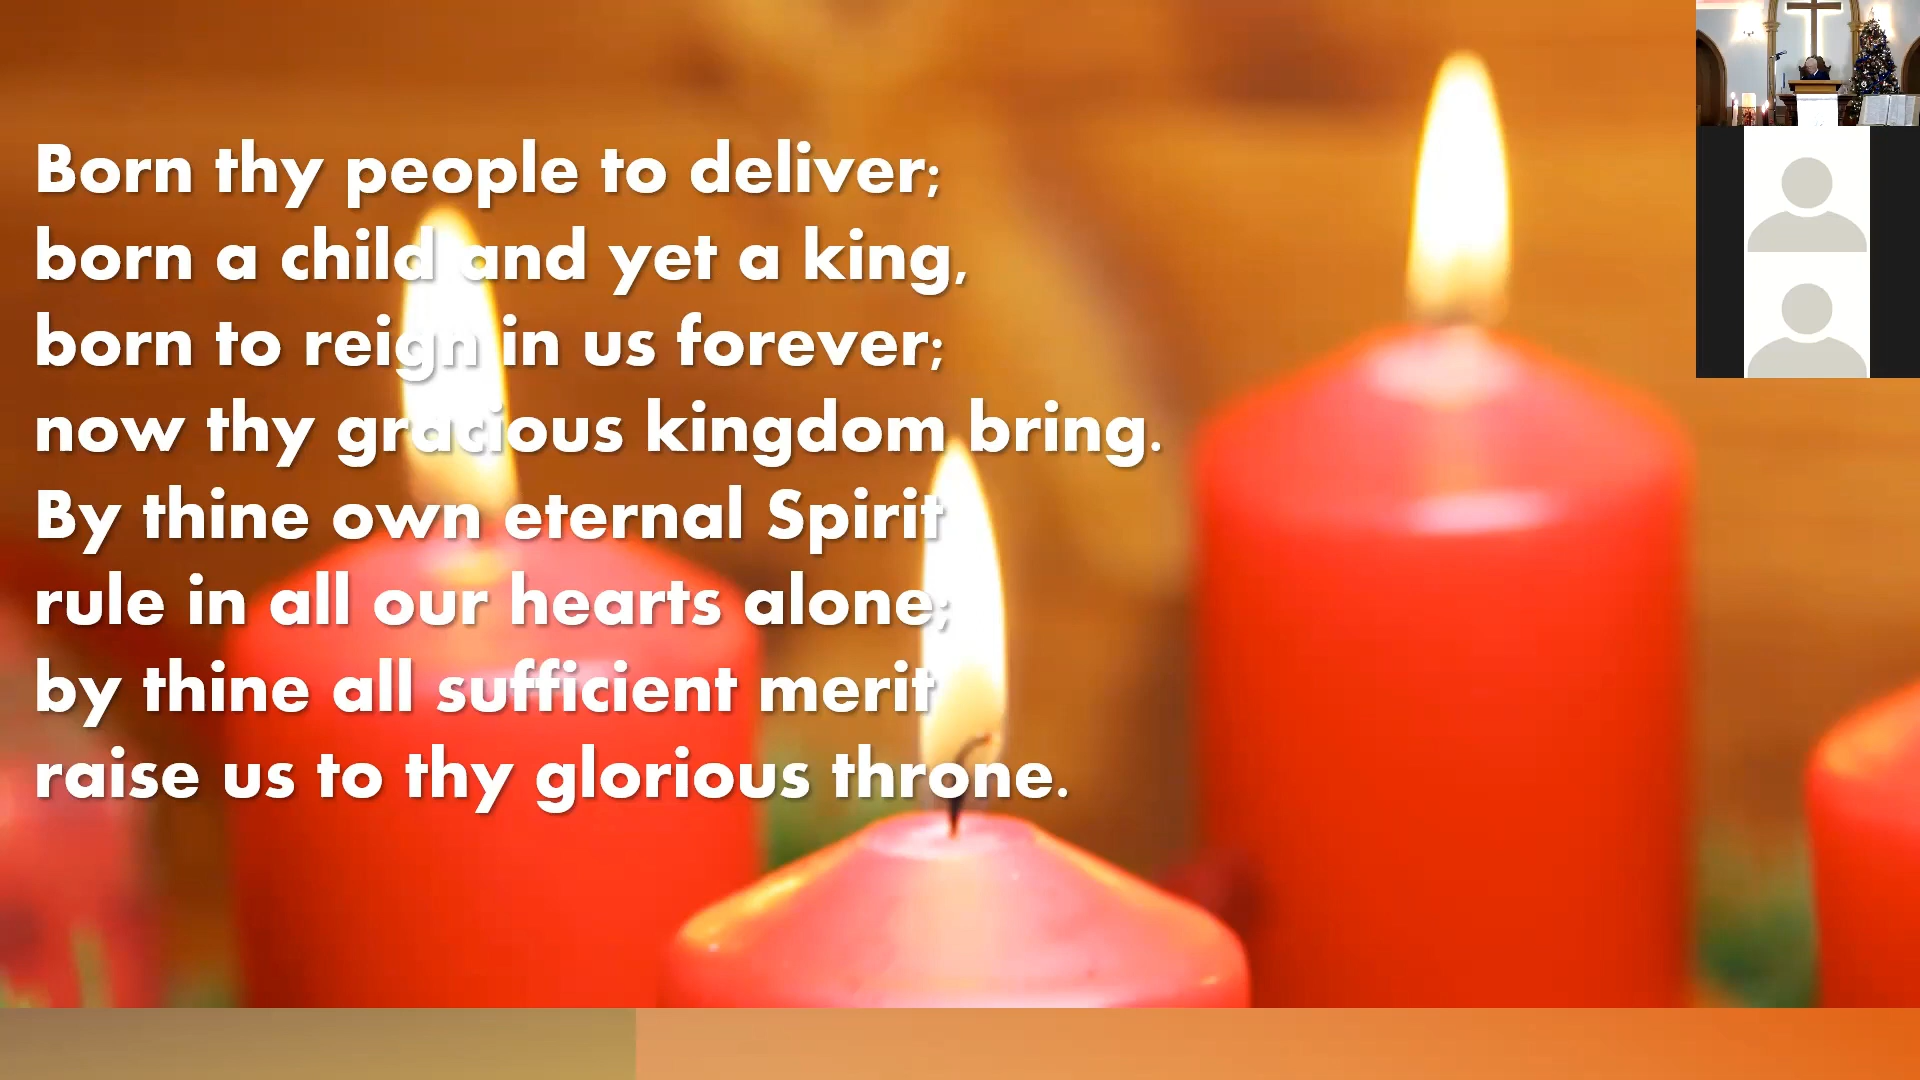 Born thy people to deliver;
born a child and yet a king,
born to reign in us forever;
now thy gracious kingdom bring.
By thine own eternal Spirit
rule in all our hearts alone;
by thine all sufficient merit
raise us to thy glorious throne.